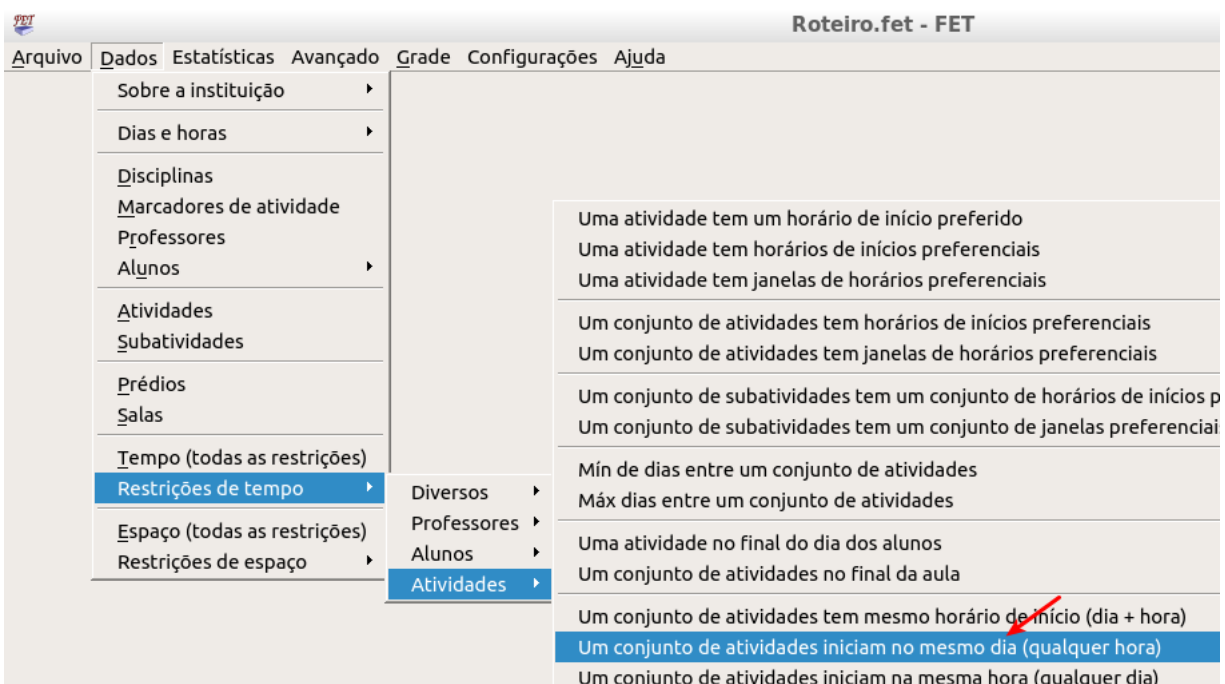 FET
Roteiro.fet - FET
Arquivo Dados Estatísticas Avançado Grade Configurações Ajuda
Sobre a instituição
Dias e horas
Disciplinas
Marcadores de atividade
Professores
Alunos
Atividades
Subatividades
Prédios
Salas
Tempo (todas as restrições)
Restrições de tempo
Espaço (todas as restrições)
Restrições de espaço
Diversos
Professores
Alunos
Atividades
Uma atividade tem um horário de início preferido
Uma atividade tem horários de inícios preferenciais
Uma atividade tem janelas de horários preferenciais
Um conjunto de atividades tem horários de inícios preferenciais
Um conjunto de atividades tem janelas de horários preferenciais
Um conjunto de subatividades tem um conjunto de horários de inícios p
Um conjunto de subatividades tem um conjunto de janelas preferenciai
Mín de dias entre um conjunto de atividades
Máx dias entre um conjunto de atividades
Uma atividade no final do dia dos alunos
Um conjunto de atividades no final da aula
Um conjunto de atividades tem mesmo horário de início (dia + hora)
Um conjunto de atividades iniciam no mesmo dia (qualquer hora)
Um conjunto de atividades iniciam na mesma hora (qualquer dia)